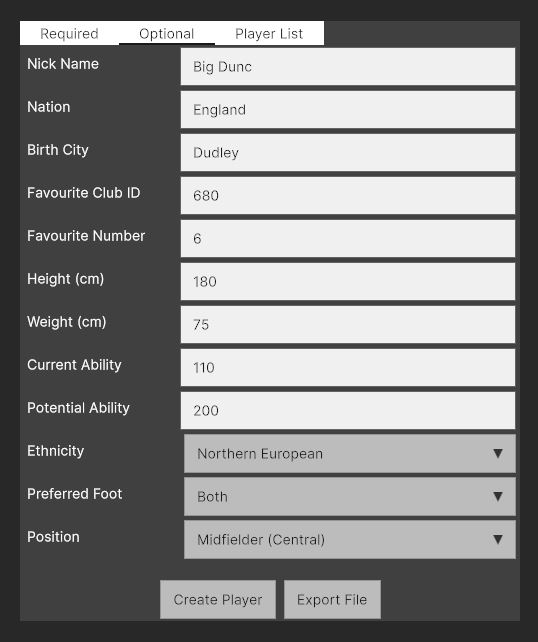 Required Optional Player List
Nick Name Big Dunc
Nation England
Birth City Dudley
Favourite Club ID 680
Favourite Number 6
Height (cm) 180
Weight (cm) 75
Current Ability 110
Potential Ability 200
Ethnicity Northern European ▼
Preferred Foot Both ▼
Position Midfielder (Central) ▼
Create Player Export File